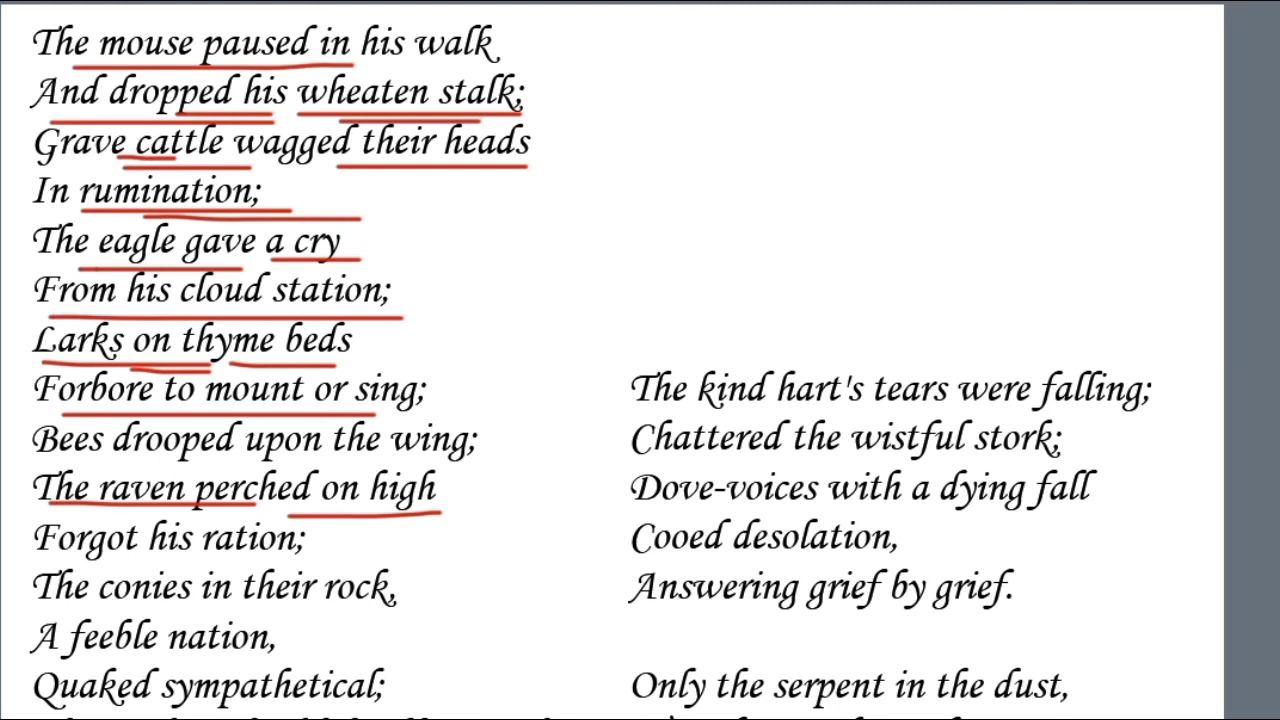 The mouse paused in his walk
And dropped his wheaten stalk;
Grave cattle wagged their heads
In rumination;
The eagle gave a cry
From his cloud station;
Larks on thyme beds
Forbore to mount or sing;
Bees drooped upon the wing;
The raven perched on high
Forgot his ration;
The conies in their rock,
A feeble nation,
Quaked sympathetical;
The kind hart's tears were falling;
Chattered the wistful stork;
Dove-voices with a dying fall
Cooed desolation,
Answering grief by grief.
Only the serpent in the dust,